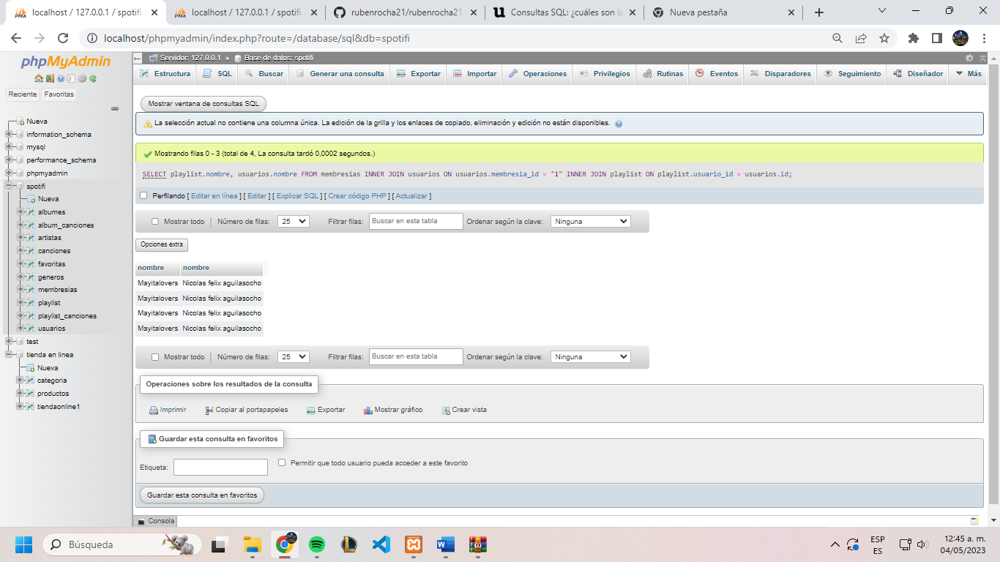 localhost / 127.0.0.1 / spotifi
localhost / 127.0.0.1 / spotifi
rubenrocha21/rubenrocha21
Consultas SQL: ¿cuáles son la
Nueva pestaña
localhost/phpmyadmin/index.php?route=/database/sql&db=spotifi
phpMyAdmin
Reciente Favoritas
Nueva
information_schema
mysql
performance_schema
phpmyadmin
spotifi
Nueva
albumes
album_canciones
artistas
canciones
favoritas
generos
membresias
playlist
playlist_canciones
usuarios
test
tienda en linea
Nueva
categoria
productos
tiendaonline1
Servidor: 127.0.0.1 » Base de datos: spotifi
Estructura SQL Buscar Generar una consulta Exportar Importar Operaciones Privilegios Rutinas Eventos Disparadores Seguimiento Diseñador Más
Mostrar ventana de consultas SQL
La selección actual no contiene una columna única. La edición de la grilla y los enlaces de copiado, eliminación y edición no están disponibles.
Mostrando filas 0 - 3 (total de 4, La consulta tardó 0,0002 segundos.)
SELECT playlist.nombre, usuarios.nombre FROM membresias INNER JOIN usuarios ON usuarios.membresia_id = "1" INNER JOIN playlist ON playlist.usuario_id = usuarios.id;
Perfilando [ Editar en línea ] [ Editar ] [ Explicar SQL ] [ Crear código PHP ] [ Actualizar ]
Mostrar todo Número de filas: 25 Filtrar filas: Buscar en esta tabla Ordenar según la clave: Ninguna
Opciones extra
nombre nombre
Mayitalovers Nicolas felix aguilasocho
Mayitalovers Nicolas felix aguilasocho
Mayitalovers Nicolas felix aguilasocho
Mayitalovers Nicolas felix aguilasocho
Mostrar todo Número de filas: 25 Filtrar filas: Buscar en esta tabla Ordenar según la clave: Ninguna
Operaciones sobre los resultados de la consulta
Imprimir Copiar al portapapeles Exportar Mostrar gráfico Crear vista
Guardar esta consulta en favoritos
Etiqueta: Permitir que todo usuario pueda acceder a este favorito
Guardar esta consulta en favoritos
Consola
Búsqueda
ESP
ES
12:45 a. m.
04/05/2023